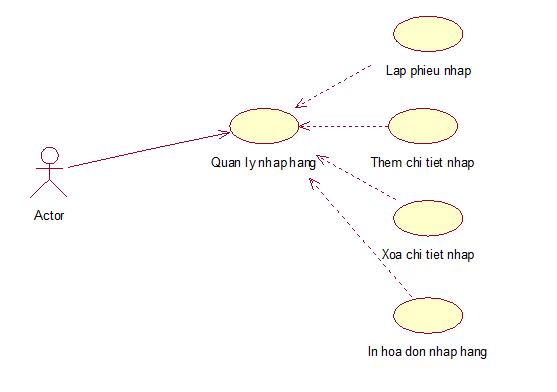 Lap phieu nhap
Quan ly nhap hang
Them chi tiet nhap
Actor
Xoa chi tiet nhap
In hoa don nhap hang